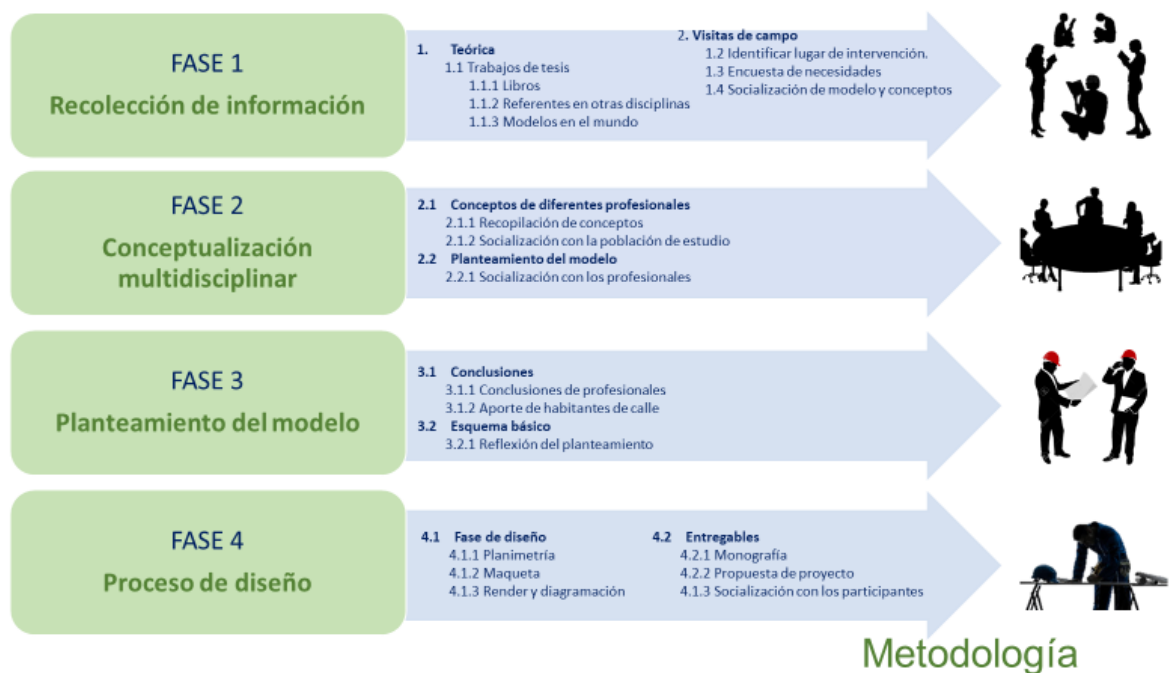 FASE 1
Recolección de información
1. Teórica
1.1 Trabajos de tesis
1.1.1 Libros
1.1.2 Referentes en otras disciplinas
1.1.3 Modelos en el mundo
2. Visitas de campo
1.2 Identificar lugar de intervención.
1.3 Encuesta de necesidades
1.4 Socialización de modelo y conceptos
FASE 2
Conceptualización
multidisciplinar
2.1 Conceptos de diferentes profesionales
2.1.1 Recopilación de conceptos
2.1.2 Socialización con la población de estudio
2.2 Planteamiento del modelo
2.2.1 Socialización con los profesionales
FASE 3
Planteamiento del modelo
3.1 Conclusiones
3.1.1 Conclusiones de profesionales
3.1.2 Aporte de habitantes de calle
3.2 Esquema básico
3.2.1 Reflexión del planteamiento
FASE 4
Proceso de diseño
4.1 Fase de diseño
4.1.1 Planimetría
4.1.2 Maqueta
4.1.3 Render y diagramación
4.2 Entregables
4.2.1 Monografía
4.2.2 Propuesta de proyecto
4.1.3 Socialización con los participantes
Metodología